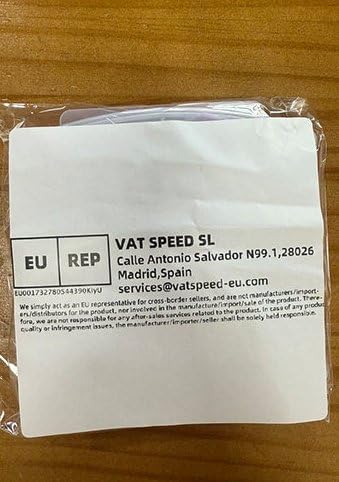 EU REP
VAT SPEED SL
Calle Antonio Salvador N99.1,28026
Madrid,Spain
services@vatspeed-eu.com
EU001732780544390KiyU
We simply act as an EU representative for cross-border sellers, and are not manufacturers/import-
ers/distributors for the product, nor involved in the manufacture/import/sale of the product. There-
fore, we are not responsible for any after-sales services related to the product. In case of any product
quality or infringement issues, the manufacturer/importer/seller shall be solely held responsible.